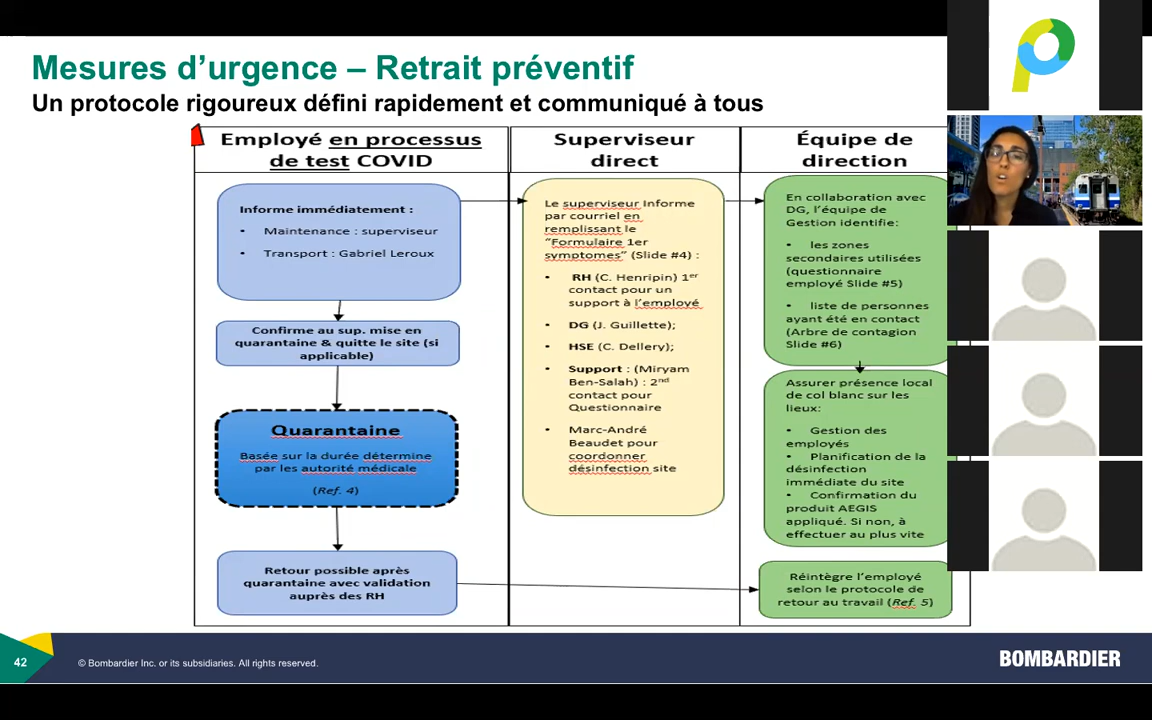 Mesures d’urgence – Retrait préventif
Un protocole rigoureux défini rapidement et communiqué à tous
Employé en processus
de test COVID
Informe immédiatement :
• Maintenance : superviseur
• Transport : Gabriel Leroux
Confirme au sup. mise en
quarantaine & quitte le site (si
applicable)
Quarantaine
Basée sur la durée détermine
par les autorité médicale
(Ref. 4)
Retour possible après
quarantaine avec validation
auprès des RH
Superviseur
direct
Le superviseur Informe
par courriel en
remplissant le
“Formulaire 1er
symptomes” (Slide #4) :
• RH (C. Henripin) 1er
contact pour un
support à l’employé
• DG (J. Guillette);
• HSE (C. Dellery);
• Support : (Miryam
Ben-Salah) : 2nd
contact pour
Questionnaire
• Marc-André
Beaudet pour
coordonner
désinfection site
Équipe de
direction
En collaboration avec
DG, l’équipe de
Gestion identifie:
• les zones
secondaires utilisées
(questionnaire
employé Slide #5)
• liste de personnes
ayant été en contact
(Arbre de contagion
Slide #6)
Assurer présence local
de col blanc sur les
lieux:
• Gestion des
employés
• Planification de la
désinfection
immédiate du site
• Confirmation du
produit AEGIS
appliqué. Si non, à
effectuer au plus vite
Réintègre l’employé
selon le protocole de
retour au travail (Ref. 5)
42
© Bombardier Inc. or its subsidiaries. All rights reserved.
BOMBARDIER